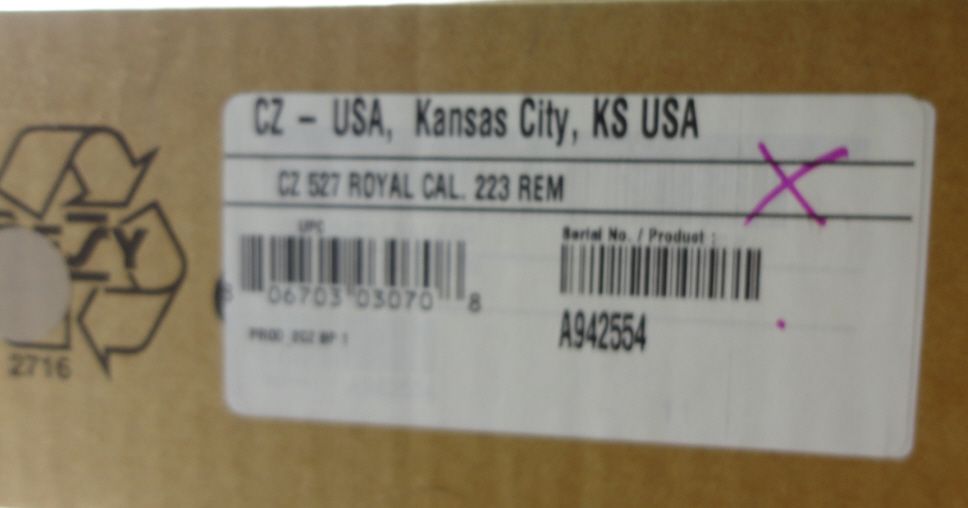 CZ - USA, Kansas City, KS USA
CZ 527 ROYAL CAL. 223 REM
UPC
8 06703 03070 8
Serial No. / Product :
A942554
2716